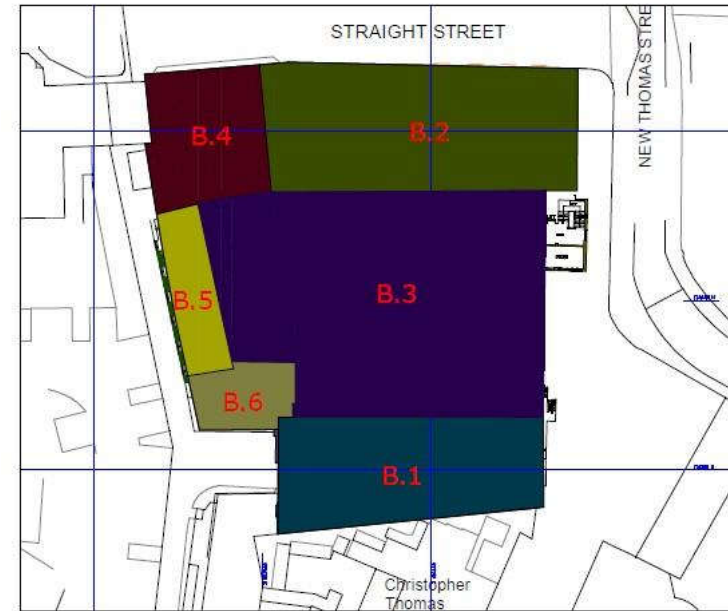 STRAIGHT STREET
NEW THOMAS STRE
B.4
B.2
B.5
B.3
B.6
B.1
Christopher
Thomas